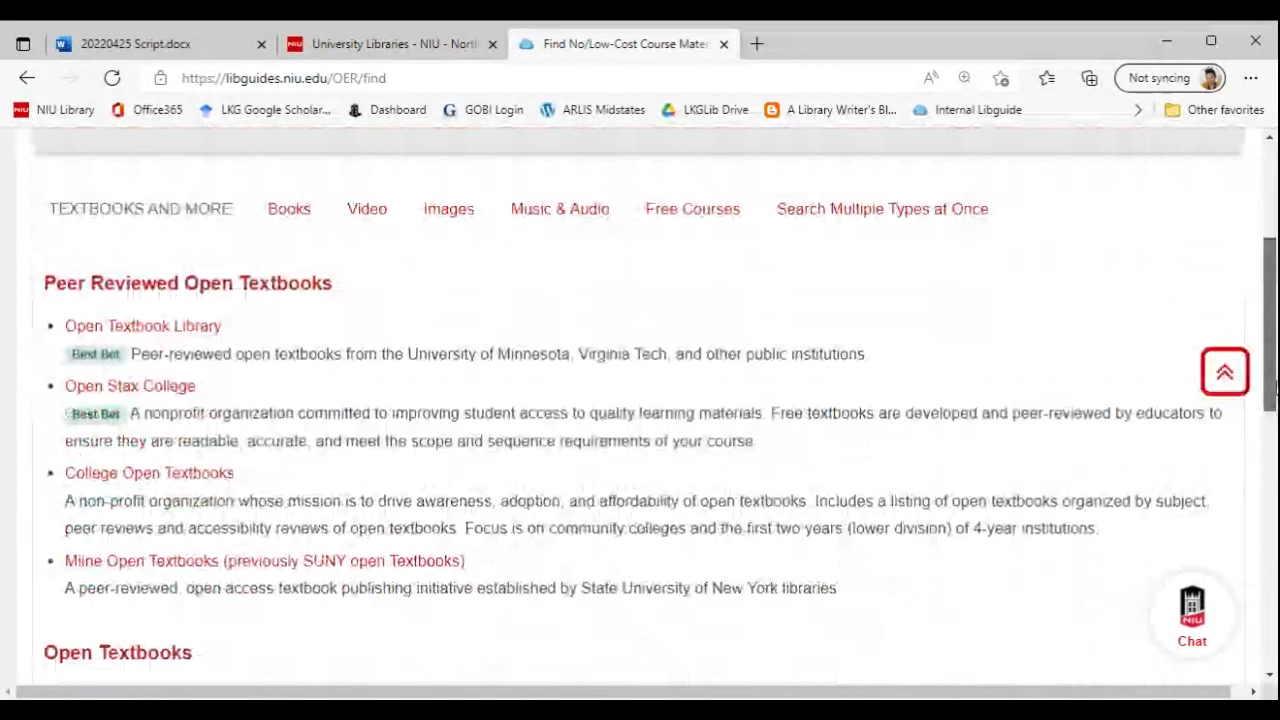 20220425 Script.docx
University Libraries - NIU - North
Find No/Low-Cost Course Mate
https://libguides.niu.edu/OER/find
Not syncing
NIU Library
Office365
LKG Google Scholar...
Dashboard
GOBI Login
ARLIS Midstates
LKGLib Drive
A Library Writer's Bl...
Internal Libguide
Other favorites
TEXTBOOKS AND MORE Books Video Images Music & Audio Free Courses Search Multiple Types at Once
Peer Reviewed Open Textbooks
• Open Textbook Library
Best Bet Peer-reviewed open textbooks from the University of Minnesota, Virginia Tech, and other public institutions
• Open Stax College
Best Bet A nonprofit organization committed to improving student access to quality learning materials. Free textbooks are developed and peer-reviewed by educators to
ensure they are readable, accurate, and meet the scope and sequence requirements of your course
• College Open Textbooks
A non-profit organization whose mission is to drive awareness, adoption, and affordability of open textbooks. Includes a listing of open textbooks organized by subject,
peer reviews and accessibility reviews of open textbooks. Focus is on community colleges and the first two years (lower division) of 4-year institutions.
• Milne Open Textbooks (previously SUNY open Textbooks)
A peer-reviewed, open access textbook publishing initiative established by State University of New York libraries
Open Textbooks
NIU
Chat